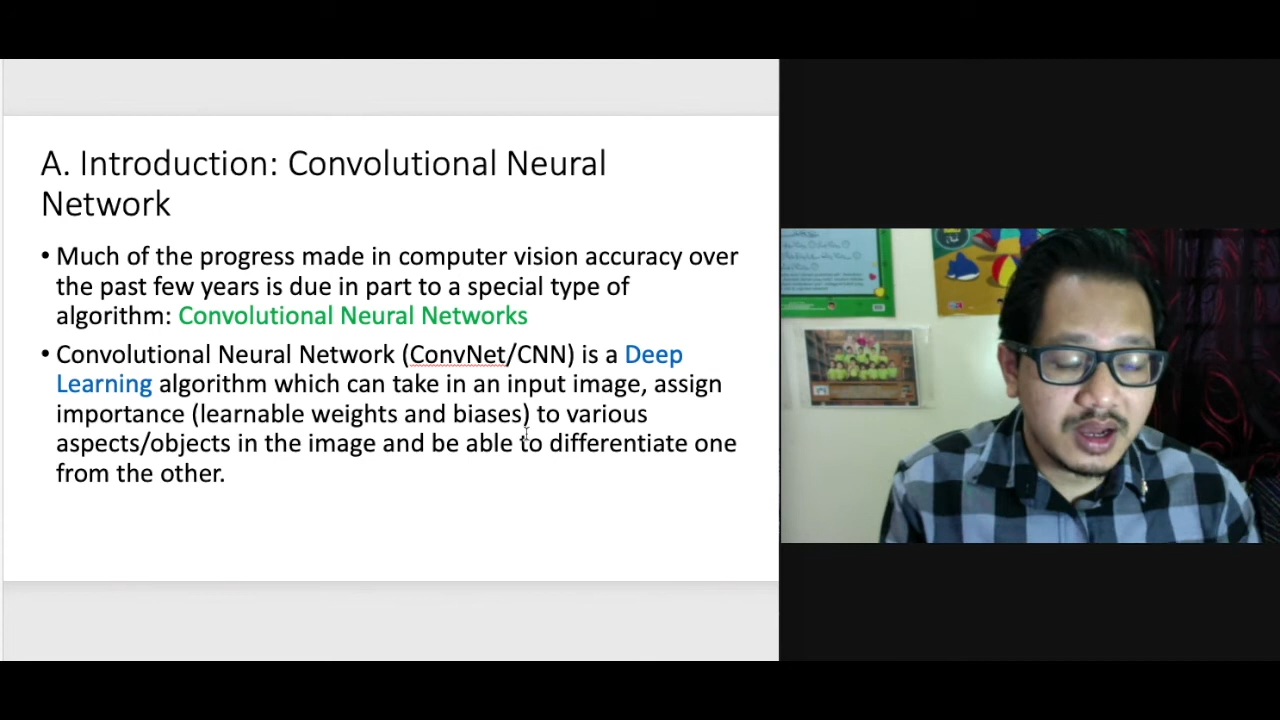 A. Introduction: Convolutional Neural
Network
• Much of the progress made in computer vision accuracy over
the past few years is due in part to a special type of
algorithm: Convolutional Neural Networks
• Convolutional Neural Network (ConvNet/CNN) is a Deep
Learning algorithm which can take in an input image, assign
importance (learnable weights and biases) to various
aspects/objects in the image and be able to differentiate one
from the other.